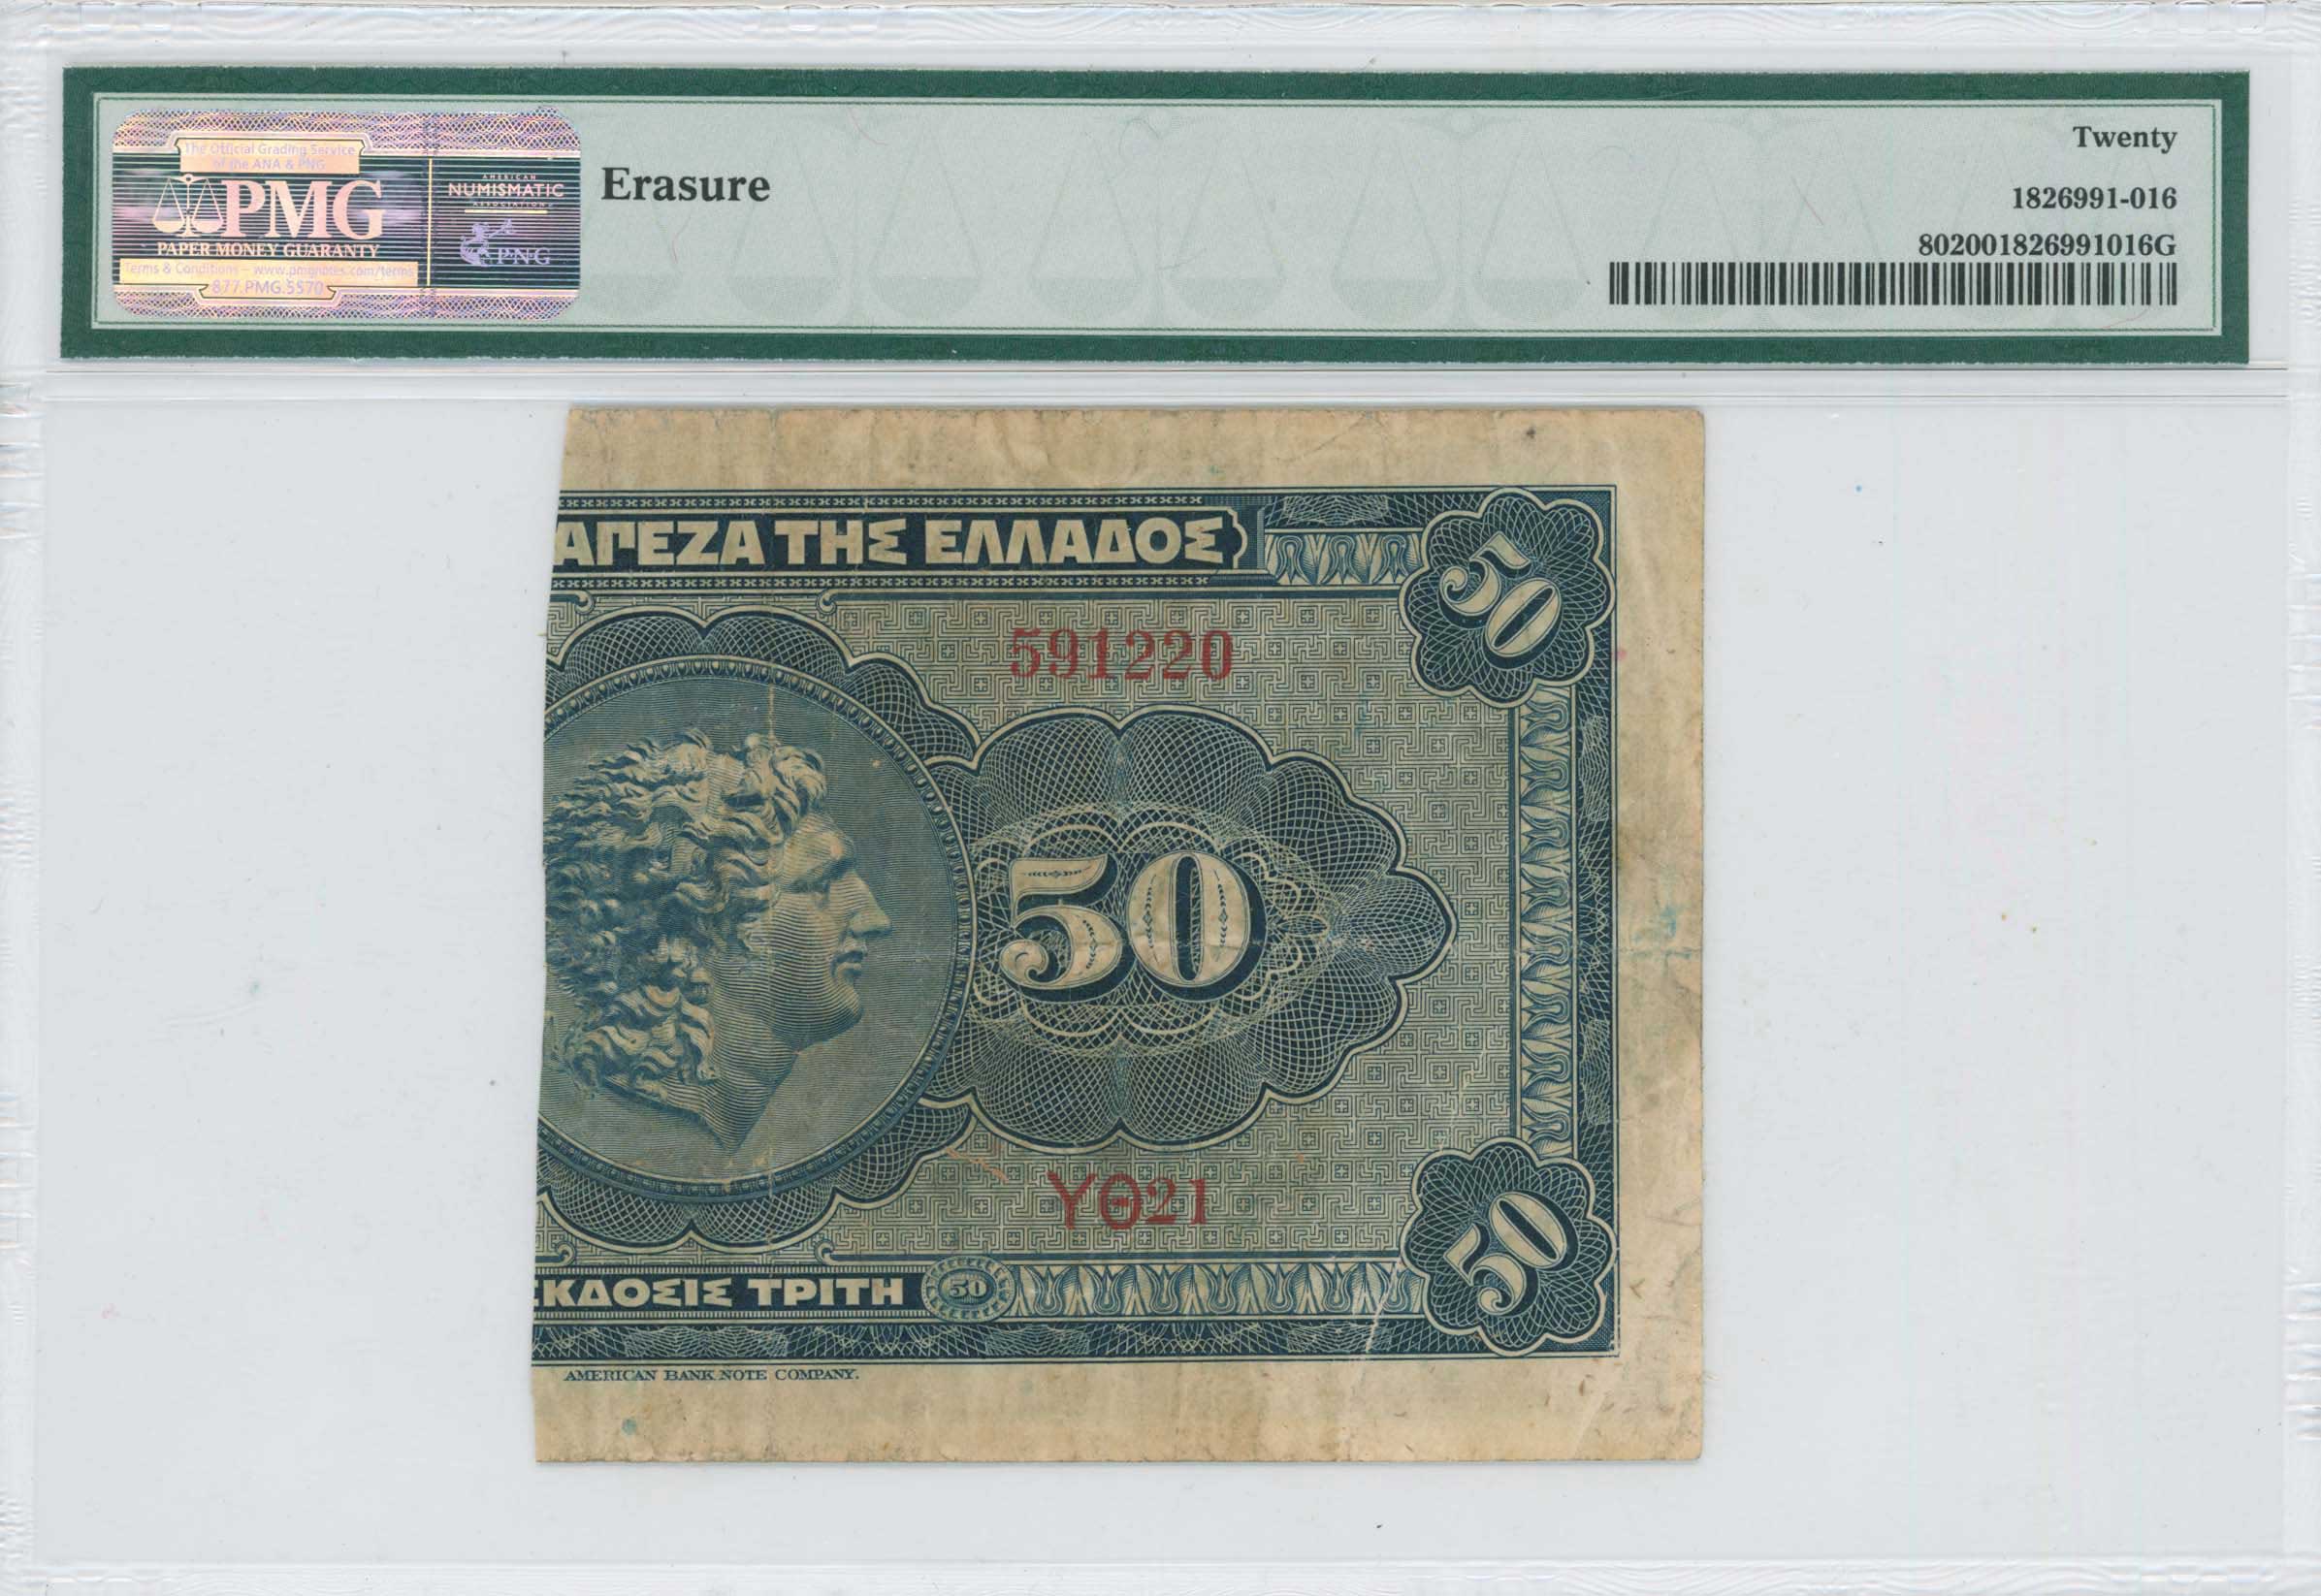 The Official Grading Service
of the ANA & PNG
PMG
PAPER MONEY GUARANTY
Terms & Conditions – www.pmgnotes.com/terms
877.PMG.5570
AMERICAN
NUMISMATIC
ASSOCIATION
PNG
Erasure
Twenty
1826991-016
802001826991016G
ΑΠΕΖΑ ΤΗΣ ΕΛΛΑΔΟΣ
50
591220
50
ΥΘ21
ΕΚΔΟΣΙΣ ΤΡΙΤΗ
50
50
AMERICAN BANK NOTE COMPANY.